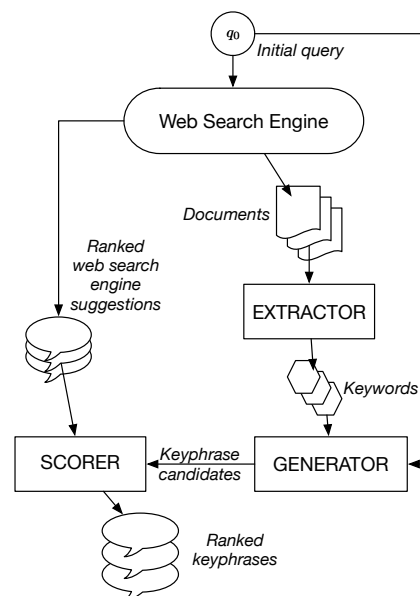 q₀
Initial query
Web Search Engine
Documents
Ranked
web search
engine
suggestions
EXTRACTOR
Keywords
SCORER
Keyphrase
candidates
GENERATOR
Ranked
keyphrases